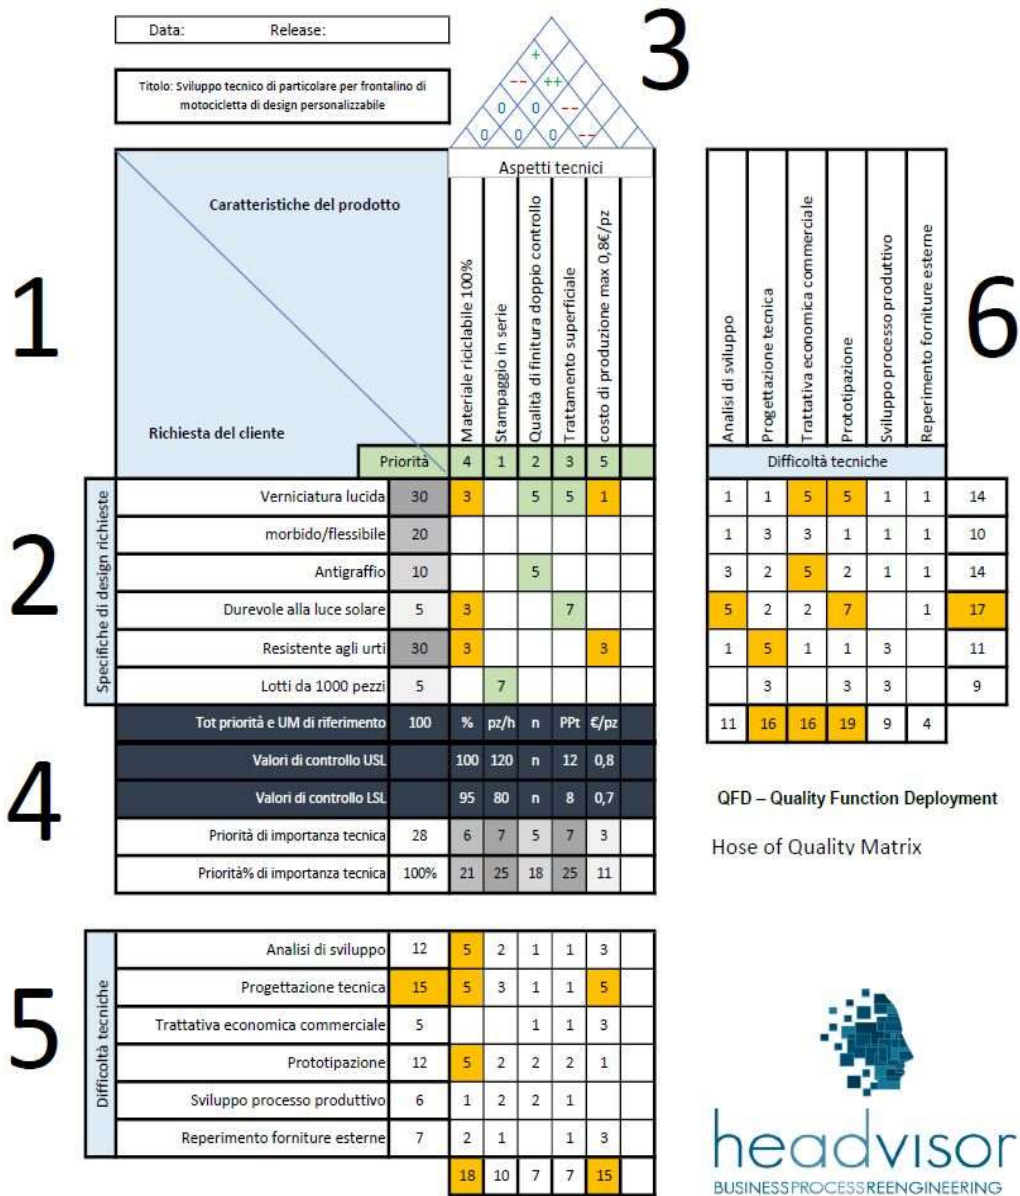 Data: Release:
3
Titolo: Sviluppo tecnico di particolare per frontalino di
motocicletta di design personalizzabile
+
-- ++
0 0 --
0 0 0 --
Aspetti tecnici
1
Caratteristiche del prodotto
Richiesta del cliente
Materiale riciclabile 100%
Stampaggio in serie
Qualità di finitura doppio controllo
Trattamento superficiale
costo di produzione max 0,8€/pz
Priorità 4 1 2 3 5
6
Analisi di sviluppo
Progettazione tecnica
Trattativa economica commerciale
Prototipazione
Sviluppo processo produttivo
Reperimento forniture esterne
Difficoltà tecniche
2
Specifiche di design richieste
Verniciatura lucida 30 3 5 5 1
morbido/flessibile 20
Antigraffio 10 5
Durevole alla luce solare 5 3 7
Resistente agli urti 30 3 3
Lotti da 1000 pezzi 5 7
1 1 5 5 1 1 14
1 3 3 1 1 1 10
3 2 5 2 1 1 14
5 2 2 7 1 17
1 5 1 1 3 11
3 3 3 9
11 16 16 19 9 4
4
Tot priorità e UM di riferimento 100 % pz/h n PPt €/pz
Valori di controllo USL 100 120 n 12 0,8
Valori di controllo LSL 95 80 n 8 0,7
Priorità di importanza tecnica 28 6 7 5 7 3
Priorità% di importanza tecnica 100% 21 25 18 25 11
QFD – Quality Function Deployment
Hose of Quality Matrix
5
Difficoltà tecniche
Analisi di sviluppo 12 5 2 1 1 3
Progettazione tecnica 15 5 3 1 1 5
Trattativa economica commerciale 5 1 1 3
Prototipazione 12 5 2 2 2 1
Sviluppo processo produttivo 6 1 2 2 1
Reperimento forniture esterne 7 2 1 1 3
18 10 7 7 15
headvisor
BUSINESSPROCESSREENGINEERING